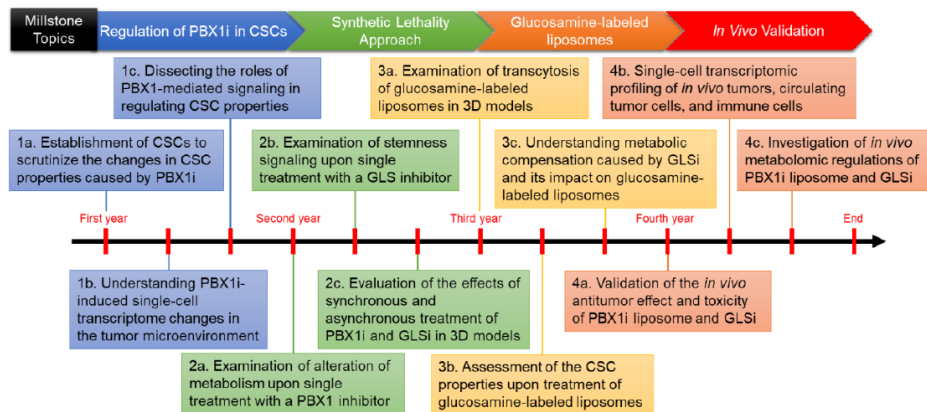 Millstone
Topics
Regulation of PBX1i in CSCs
Synthetic Lethality
Approach
Glucosamine-labeled
liposomes
In Vivo Validation
1c. Dissecting the roles of
PBX1-mediated signaling in
regulating CSC properties
3a. Examination of transcytosis
of glucosamine-labeled
liposomes in 3D models
4b. Single-cell transcriptomic
profiling of in vivo tumors, circulating
tumor cells, and immune cells
1a. Establishment of CSCs to
scrutinize the changes in CSC
properties caused by PBX1i
2b. Examination of stemness
signaling upon single
treatment with a GLS inhibitor
3c. Understanding metabolic
compensation caused by GLSi
and its impact on glucosamine-
labeled liposomes
4c. Investigation of in vivo
metabolomic regulations of
PBX1i liposome and GLSi
First year
Second year
Third year
Fourth year
End
1b. Understanding PBX1i-
induced single-cell
transcriptome changes in
the tumor microenvironment
2c. Evaluation of the effects of
synchronous and
asynchronous treatment of
PBX1i and GLSi in 3D models
4a. Validation of the in vivo
antitumor effect and toxicity
of PBX1i liposome and GLSi
2a. Examination of alteration of
metabolism upon single
treatment with a PBX1 inhibitor
3b. Assessment of the CSC
properties upon treatment of
glucosamine-labeled liposomes